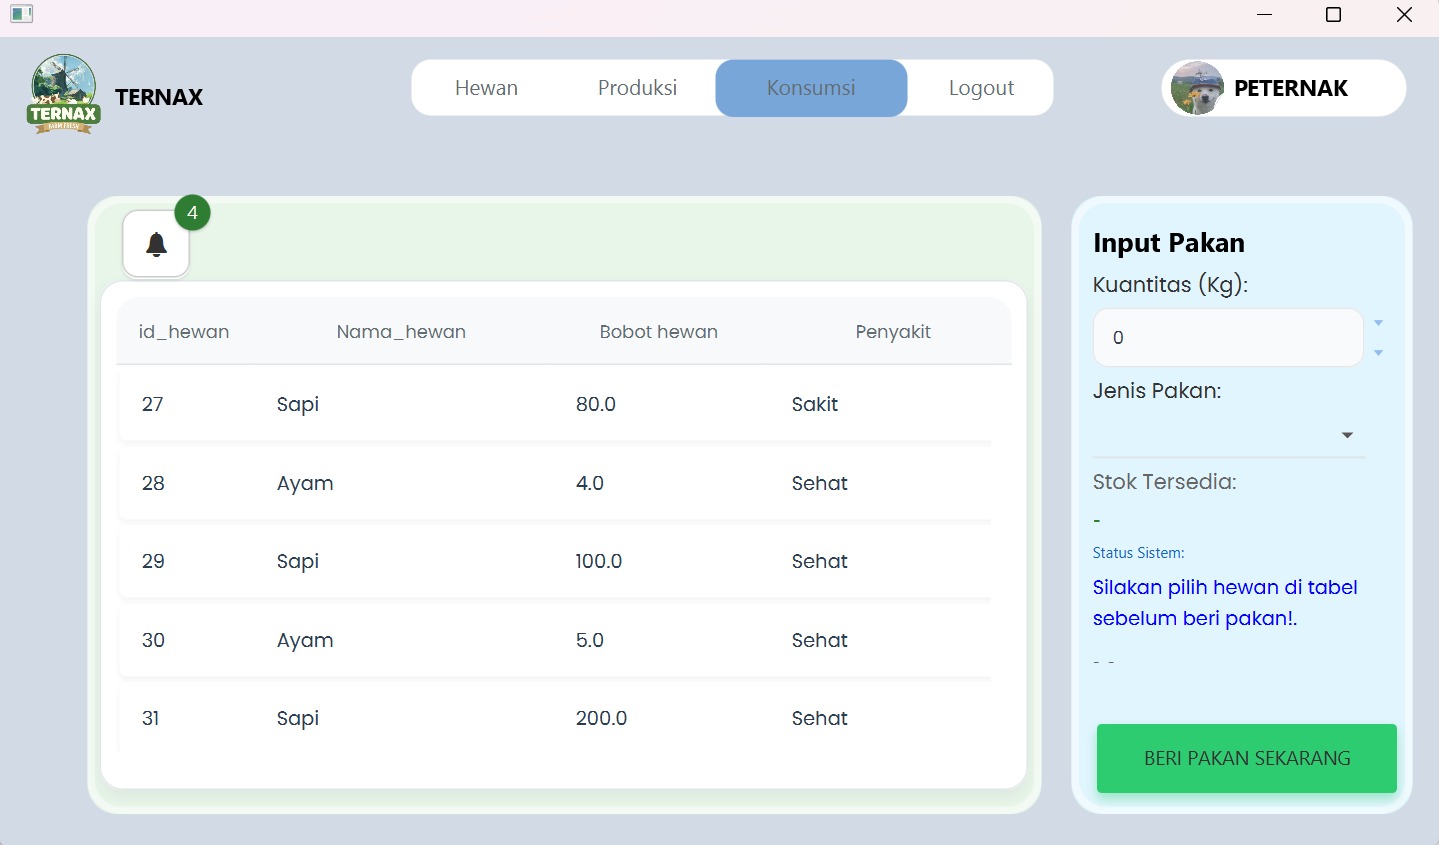 TERNAX
FARM FRESH
TERNAX
Hewan Produksi Konsumsi Logout
PETERNAK
4
id_hewan Nama_hewan Bobot hewan Penyakit
27 Sapi 80.0 Sakit
28 Ayam 4.0 Sehat
29 Sapi 100.0 Sehat
30 Ayam 5.0 Sehat
31 Sapi 200.0 Sehat
Input Pakan
Kuantitas (Kg):
0
Jenis Pakan:
Stok Tersedia:
-
Status Sistem:
Silakan pilih hewan di tabel
sebelum beri pakan!.
- -
BERI PAKAN SEKARANG